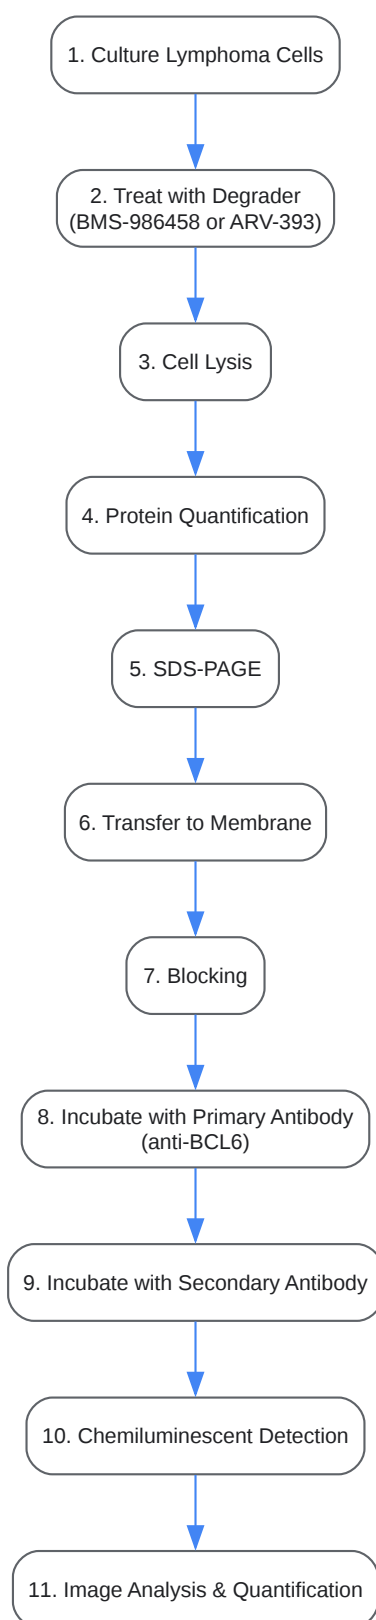 1. Culture Lymphoma Cells
2. Treat with Degrader
(BMS-986458 or ARV-393)
3. Cell Lysis
4. Protein Quantification
5. SDS-PAGE
6. Transfer to Membrane
7. Blocking
8. Incubate with Primary Antibody
(anti-BCL6)
9. Incubate with Secondary Antibody
10. Chemiluminescent Detection
11. Image Analysis & Quantification